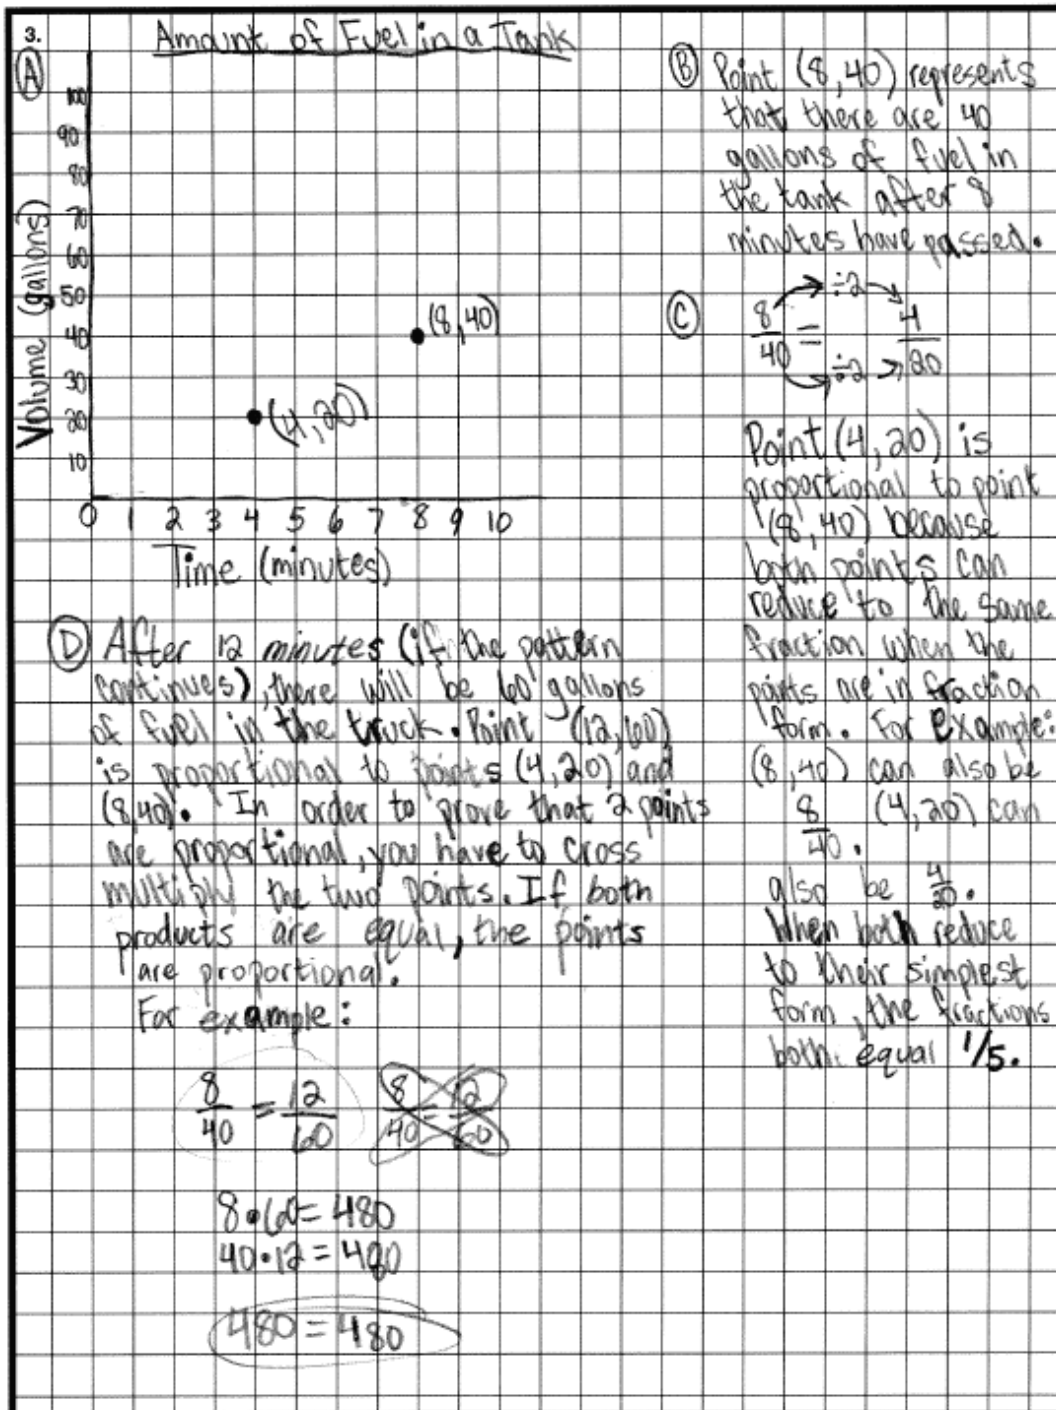 3.
Amount of Fuel in a Tank
A
Volume (gallons)
100
90
80
70
60
50
40
30
20
10
(8,40)
(4,20)
0 1 2 3 4 5 6 7 8 9 10
Time (minutes)
B Point (8,40) represents
that there are 40
gallons of fuel in
the tank after 8
minutes have passed.
C
÷2
8/40 = 4/20
÷2
Point (4,20) is
proportional to point
(8,40) because
both points can
reduce to the same
fraction when the
points are in fraction
form. For example:
(8,40) can also be
8/40. (4,20) can
also be 4/20.
When both reduce
to their simplest
form, the fractions
both equal 1/5.
D After 12 minutes (if the pattern
continues), there will be 60 gallons
of fuel in the truck. Point (12,60)
is proportional to points (4,20) and
(8,40). In order to prove that 2 points
are proportional, you have to cross
multiply the two points. If both
products are equal, the points
are proportional.
For example:
8/40 = 12/60 8/40 = 12/60
8•60=480
40•12=480
480=480